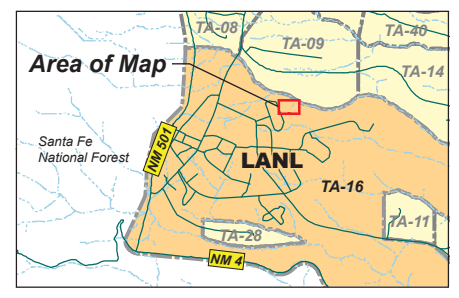 TA-08
TA-09
TA-40
TA-14
Area of Map
Santa Fe
National Forest
NM 501
LANL
TA-16
TA-11
TA-28
NM 4